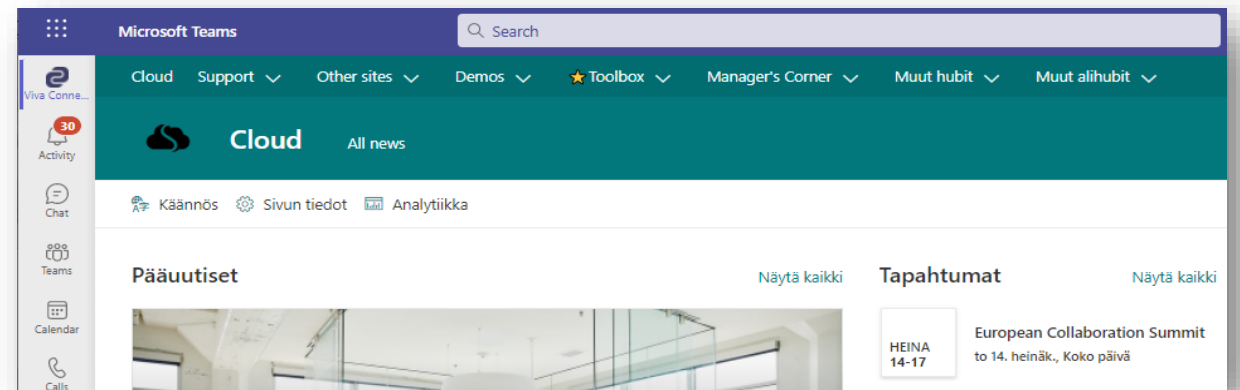 Microsoft Teams
Search
Cloud Support Other sites Demos Toolbox Manager's Corner Muut hubit Muut alihubit
Viva Conne...
Cloud All news
30
Activity
Käännös Sivun tiedot Analytiikka
Chat
Teams
Pääuutiset Näytä kaikki Tapahtumat Näytä kaikki
Calendar
HEINA
14-17
European Collaboration Summit
to 14. heinäk., Koko päivä
Calls